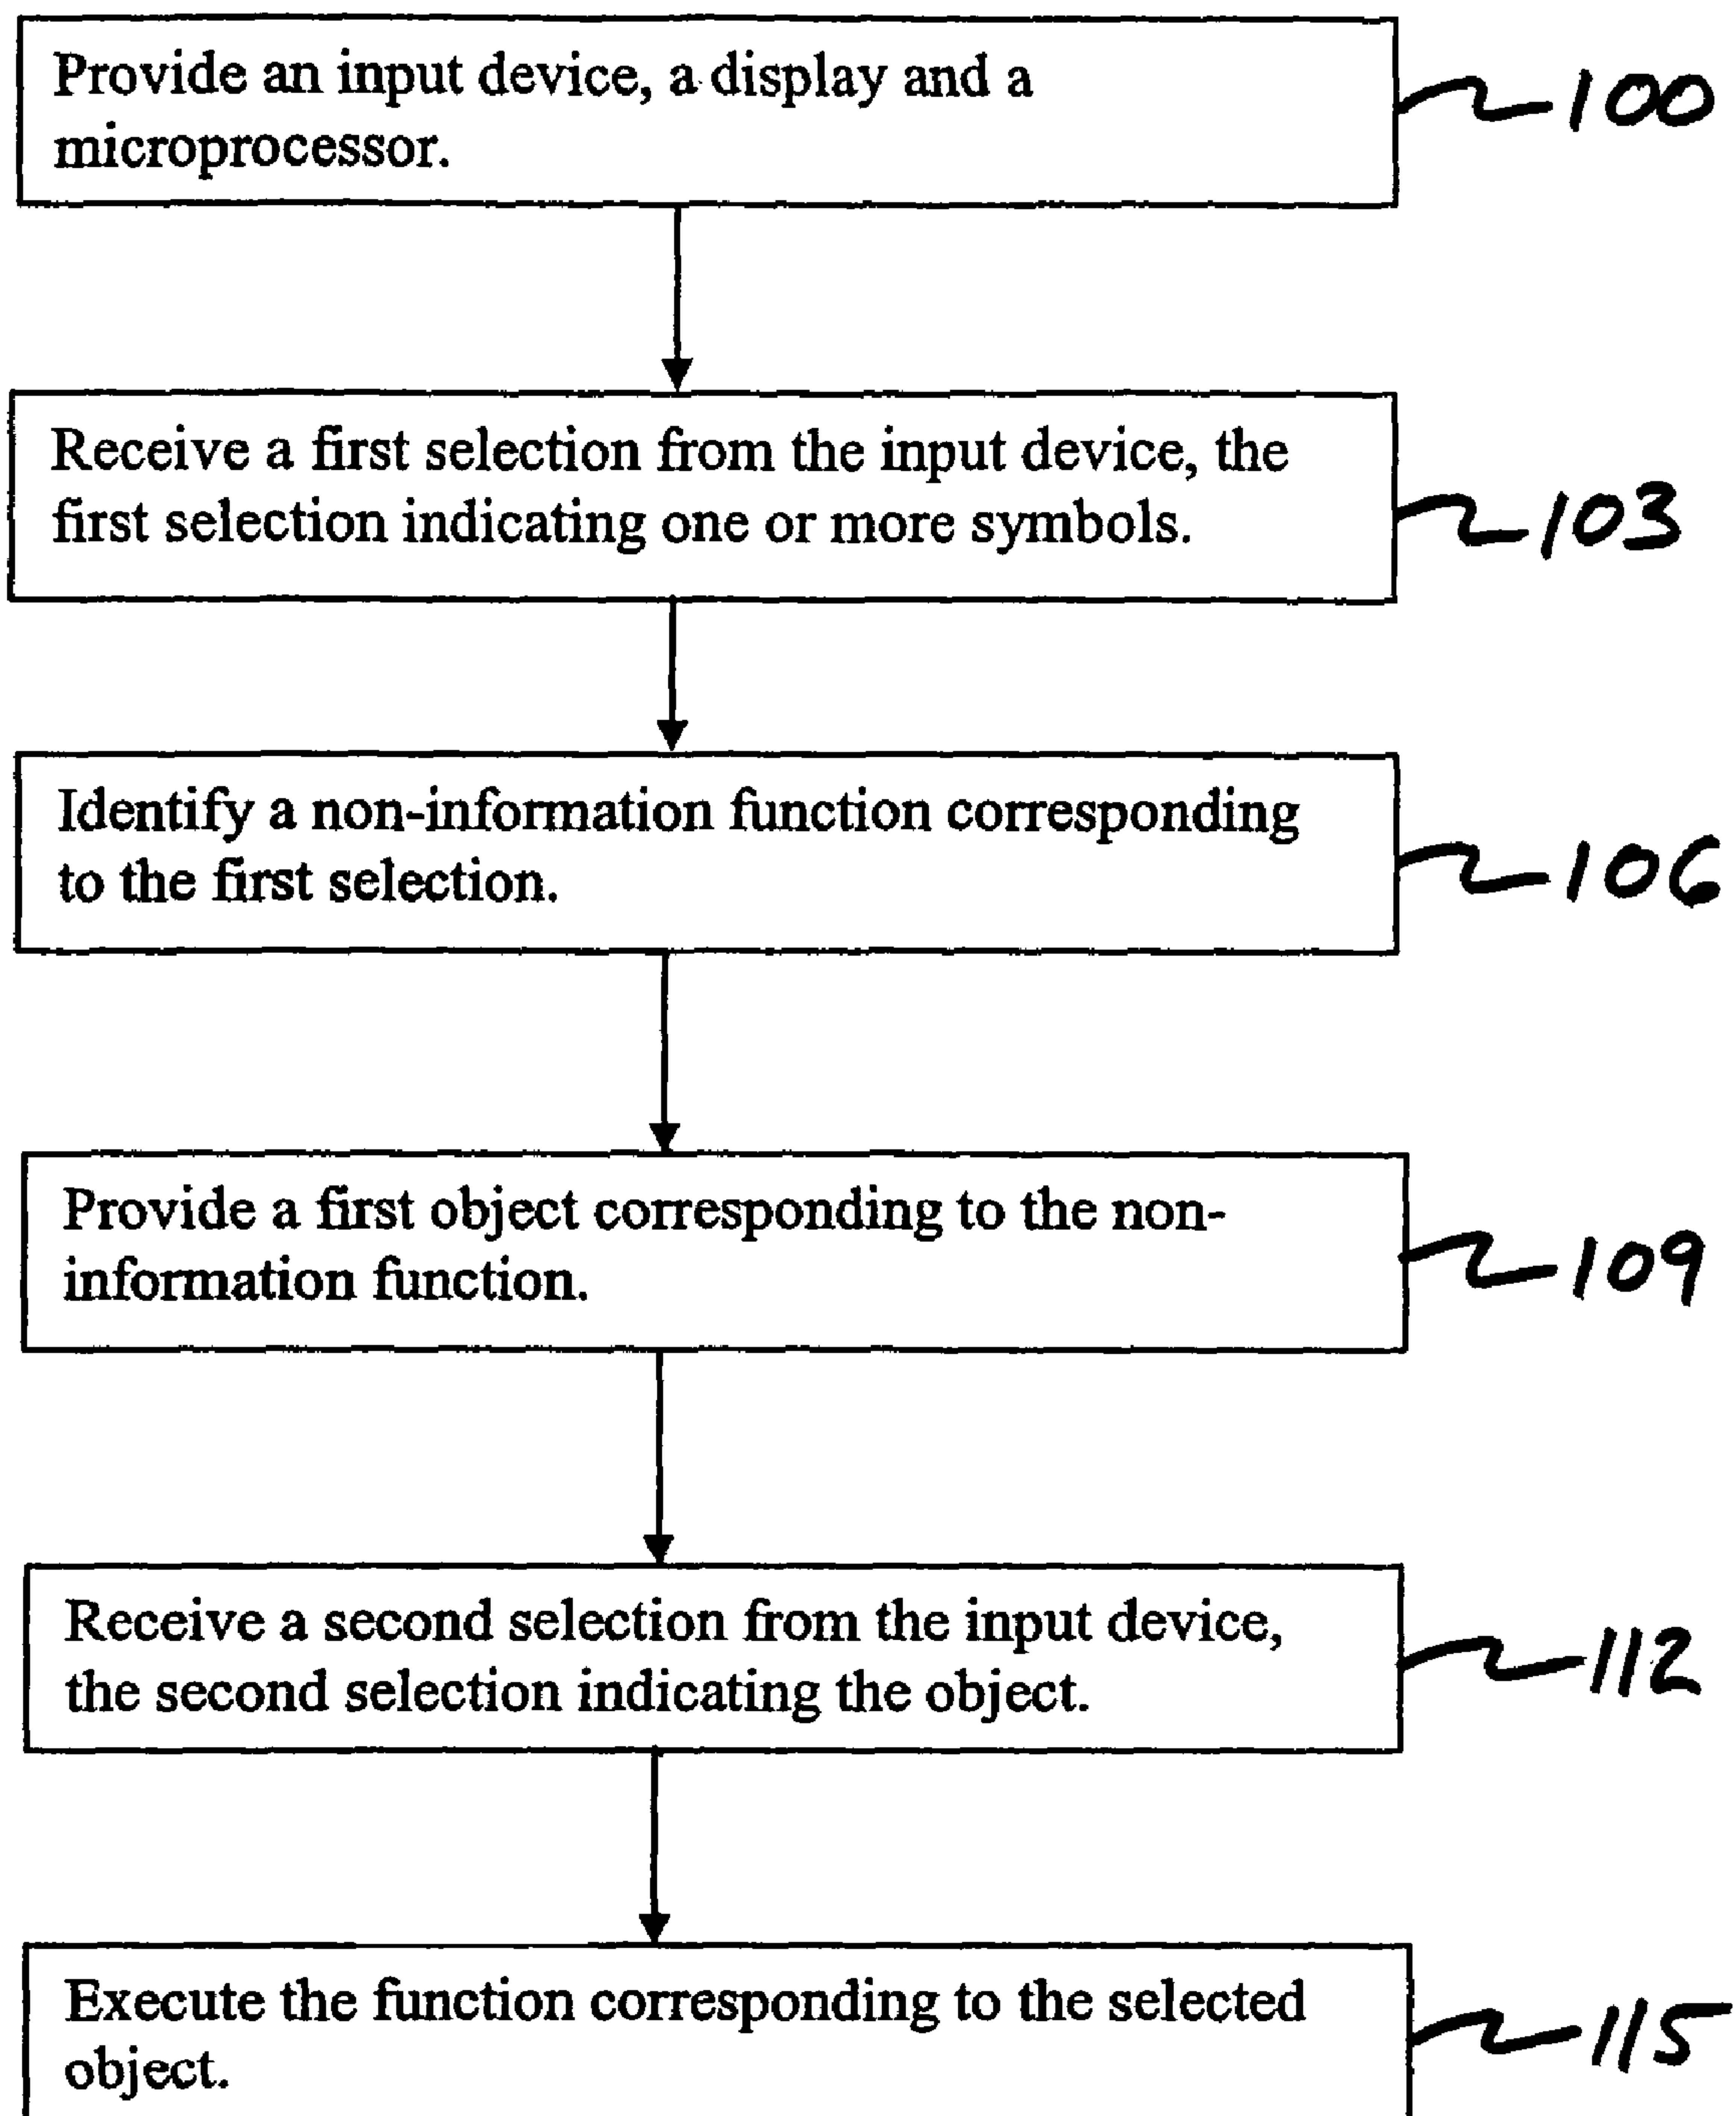 Provide an input device, a display and a
microprocessor.
100
Receive a first selection from the input device, the
first selection indicating one or more symbols.
103
Identify a non-information function corresponding
to the first selection.
106
Provide a first object corresponding to the non-
information function.
109
Receive a second selection from the input device,
the second selection indicating the object.
112
Execute the function corresponding to the selected
object.
115